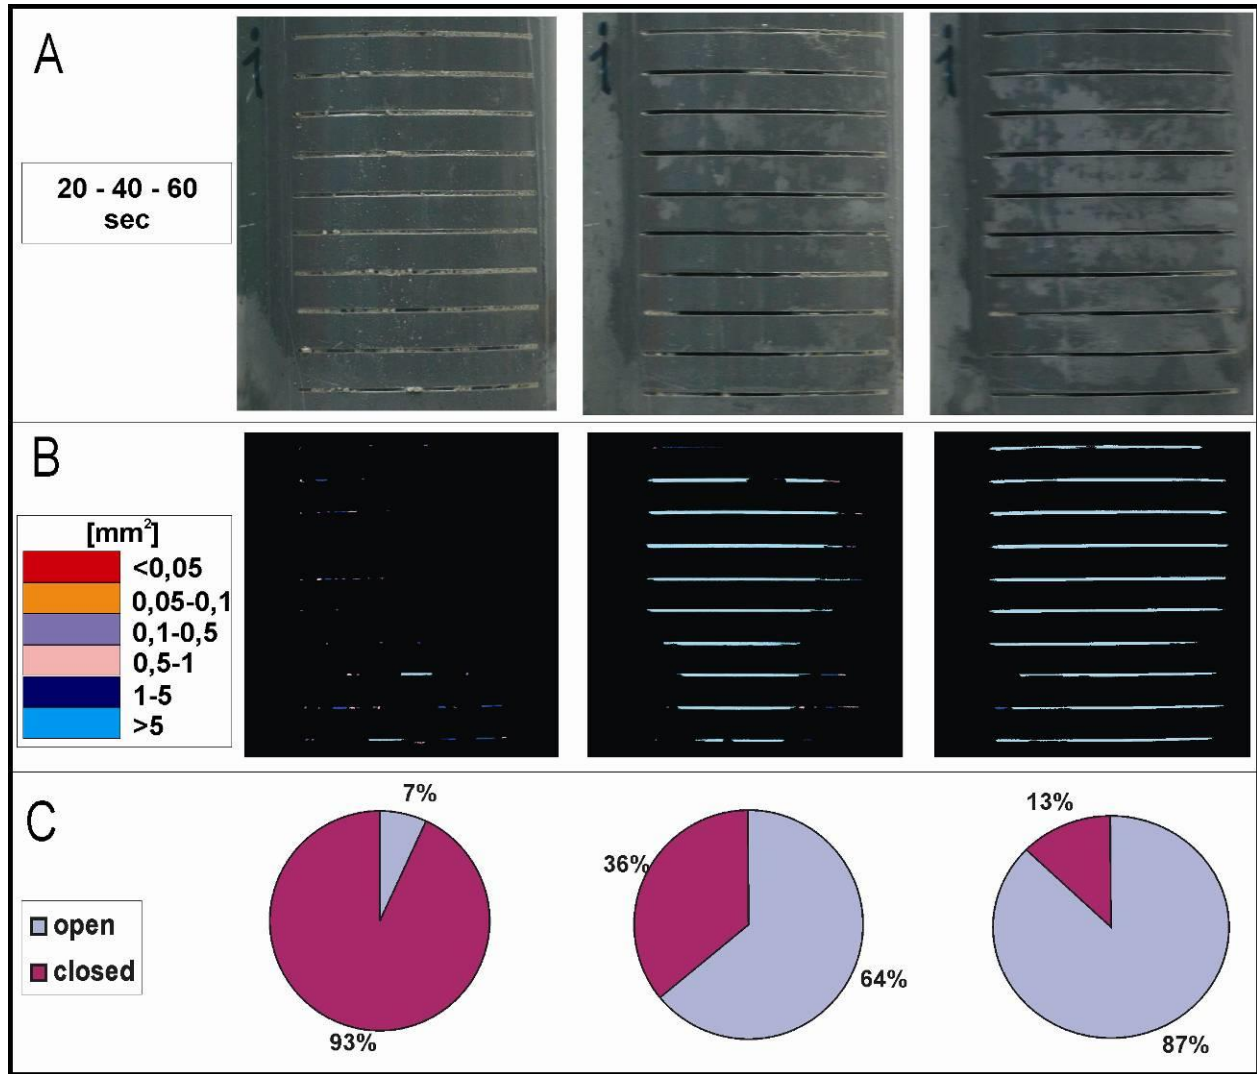 A
20 - 40 - 60
sec
i
i
i
B
[mm²]
<0,05
0,05-0,1
0,1-0,5
0,5-1
1-5
>5
C
open
closed
7%
93%
36%
64%
13%
87%